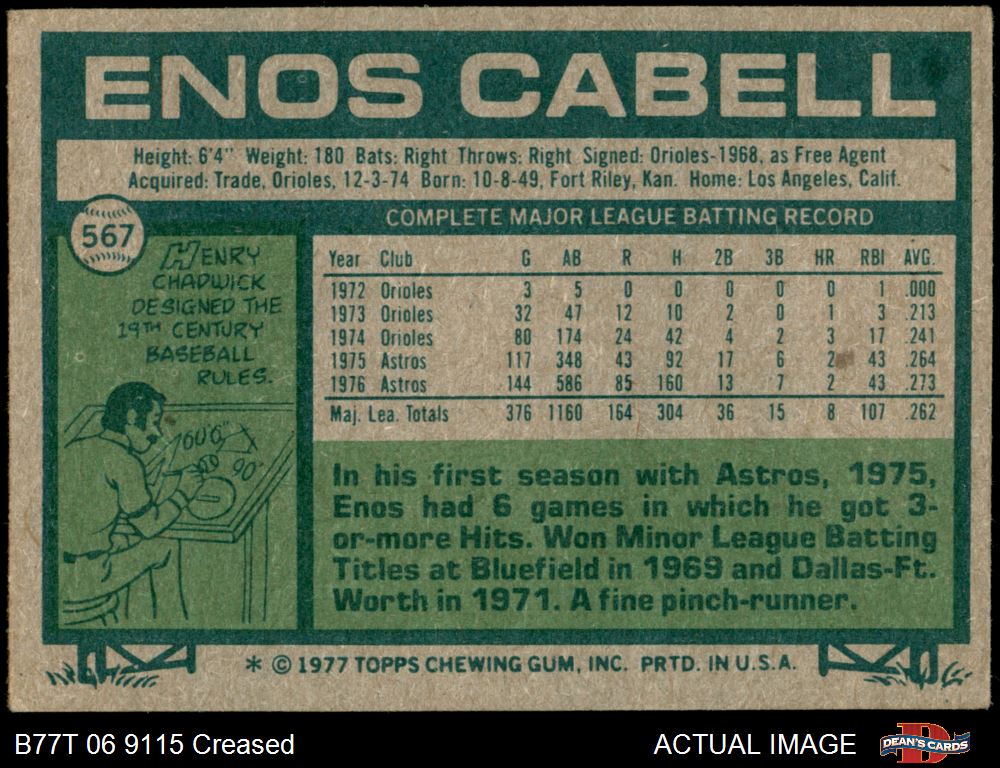 ENOS CABELL
Height: 6'4" Weight: 180 Bats: Right Throws: Right Signed: Orioles-1968, as Free Agent
Acquired: Trade, Orioles, 12-3-74 Born: 10-8-49, Fort Riley, Kan. Home: Los Angeles, Calif.
567
HENRY
CHADWICK
DESIGNED THE
19TH CENTURY
BASEBALL
RULES.
60'6"
90'
COMPLETE MAJOR LEAGUE BATTING RECORD
Year Club G AB R H 2B 3B HR RBI AVG.
1972 Orioles 3 5 0 0 0 0 0 1 .000
1973 Orioles 32 47 12 10 2 0 1 3 .213
1974 Orioles 80 174 24 42 4 2 3 17 .241
1975 Astros 117 348 43 92 17 6 2 43 .264
1976 Astros 144 586 85 160 13 7 2 43 .273
Maj. Lea. Totals 376 1160 164 304 36 15 8 107 .262
In his first season with Astros, 1975,
Enos had 6 games in which he got 3-
or-more Hits. Won Minor League Batting
Titles at Bluefield in 1969 and Dallas-Ft.
Worth in 1971. A fine pinch-runner.
* © 1977 TOPPS CHEWING GUM, INC. PRTD. IN U.S.A.
B77T 06 9115 Creased
ACTUAL IMAGE
B
DEAN'S CARDS